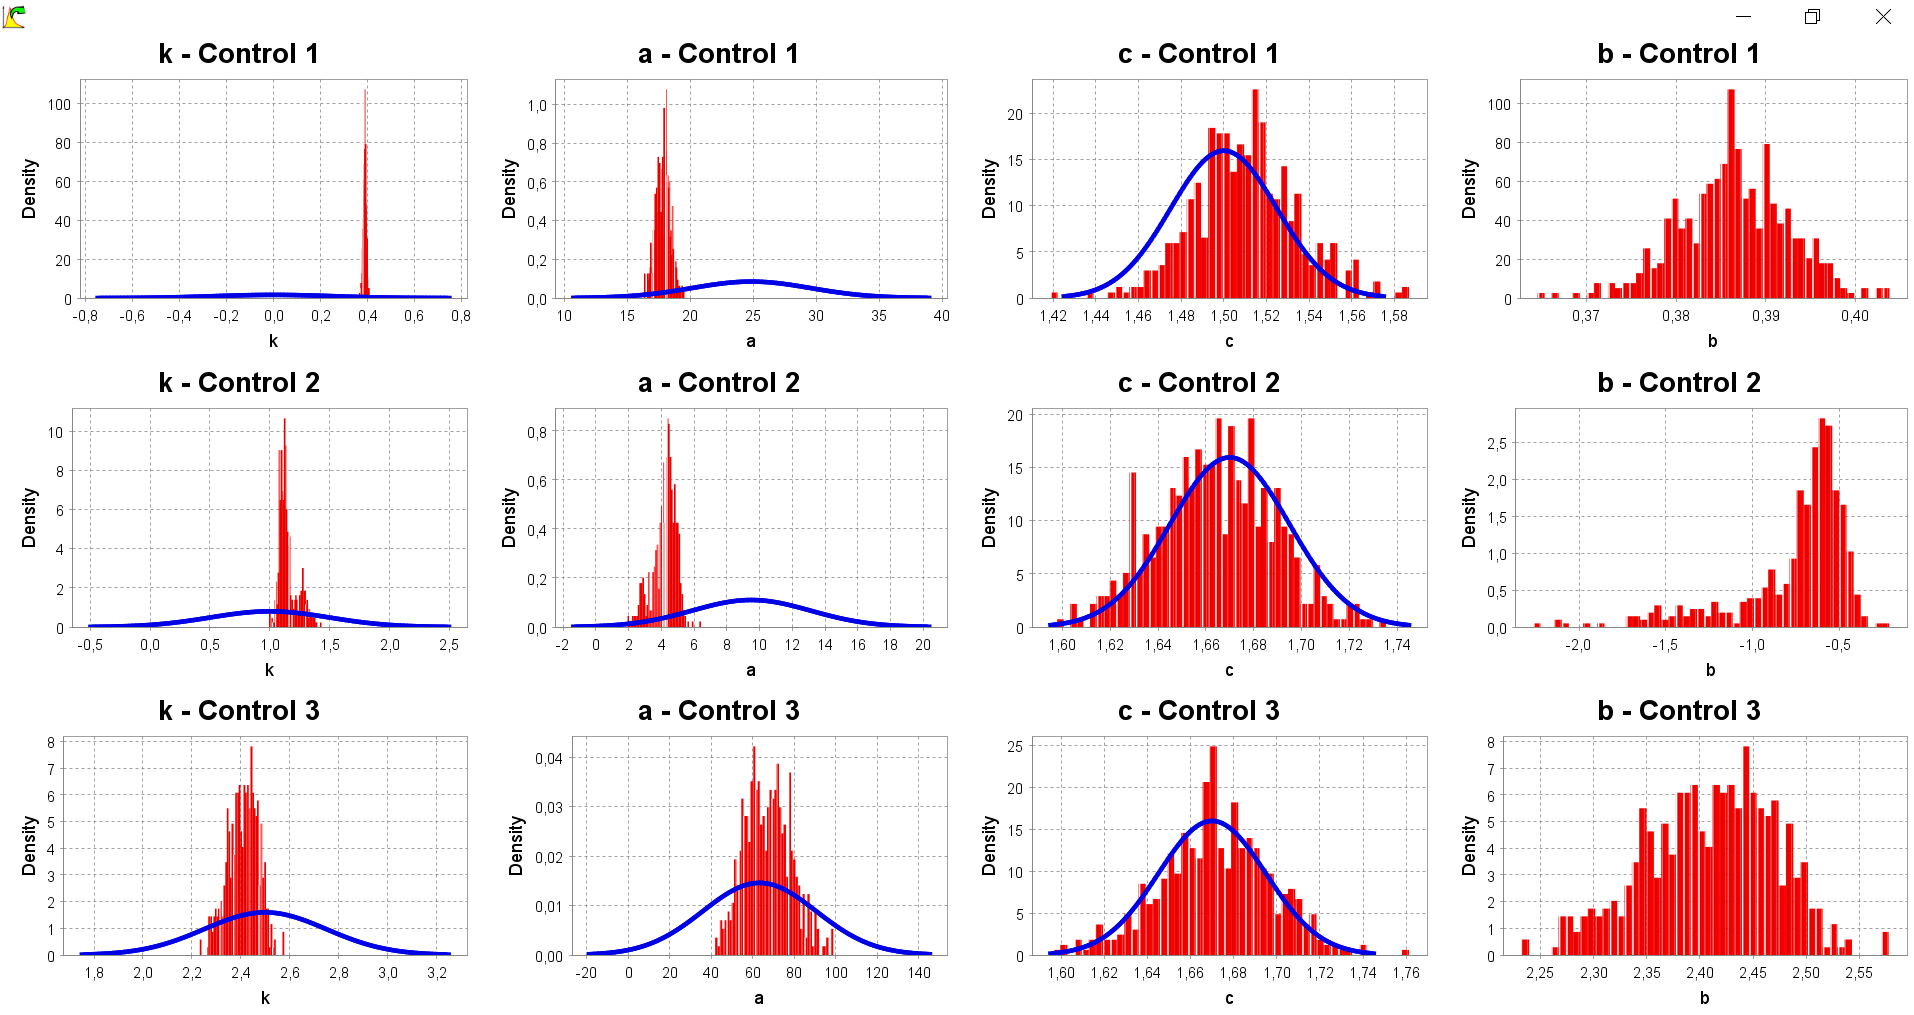 k - Control 1
a - Control 1
c - Control 1
b - Control 1
Density
100
80
60
40
20
0
-0,8 -0,6 -0,4 -0,2 0,0 0,2 0,4 0,6 0,8
k
Density
1,0
0,8
0,6
0,4
0,2
0,0
10 15 20 25 30 35 40
a
Density
20
15
10
5
0
1,42 1,44 1,46 1,48 1,50 1,52 1,54 1,56 1,58
c
Density
100
80
60
40
20
0
0,37 0,38 0,39 0,40
b
k - Control 2
a - Control 2
c - Control 2
b - Control 2
Density
10
8
6
4
2
0
-0,5 0,0 0,5 1,0 1,5 2,0 2,5
k
Density
0,8
0,6
0,4
0,2
0,0
-2 0 2 4 6 8 10 12 14 16 18 20
a
Density
20
15
10
5
0
1,60 1,62 1,64 1,66 1,68 1,70 1,72 1,74
c
Density
2,5
2,0
1,5
1,0
0,5
0,0
-2,0 -1,5 -1,0 -0,5
b
k - Control 3
a - Control 3
c - Control 3
b - Control 3
Density
8
7
6
5
4
3
2
1
0
1,8 2,0 2,2 2,4 2,6 2,8 3,0 3,2
k
Density
0,04
0,03
0,02
0,01
0,00
-20 0 20 40 60 80 100 120 140
a
Density
25
20
15
10
5
0
1,60 1,62 1,64 1,66 1,68 1,70 1,72 1,74 1,76
c
Density
8
7
6
5
4
3
2
1
0
2,25 2,30 2,35 2,40 2,45 2,50 2,55
b